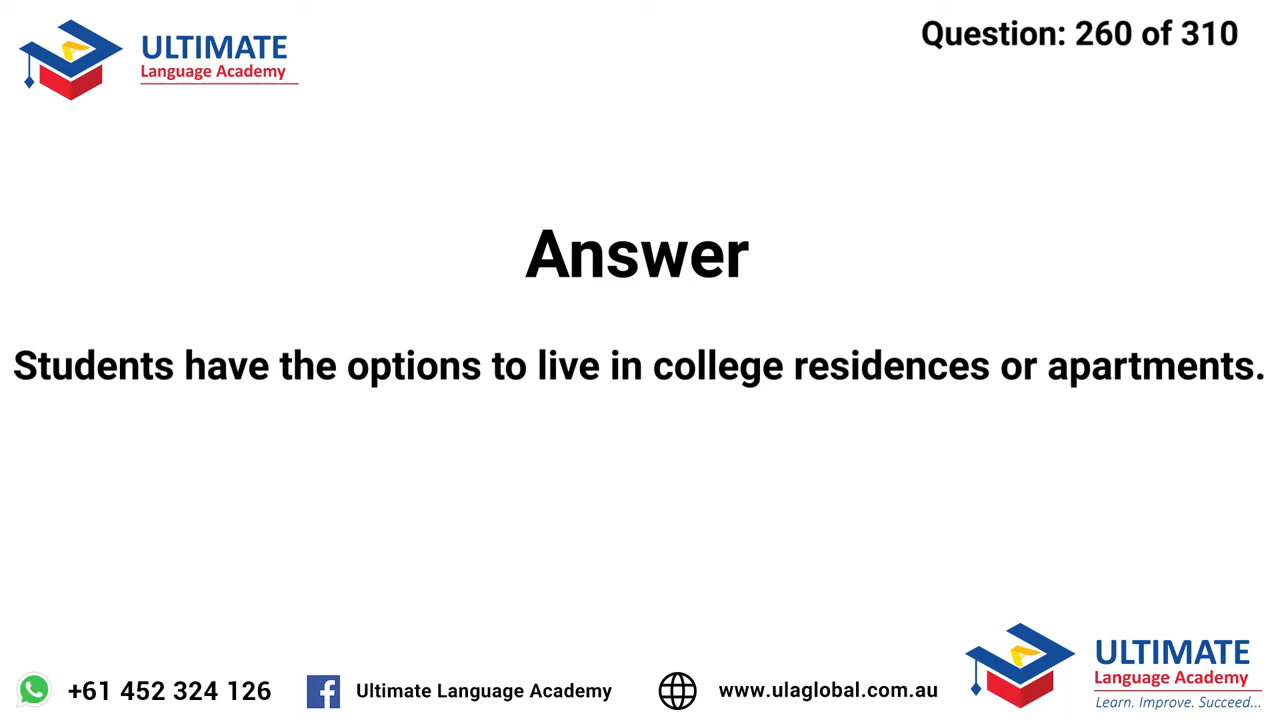 ULTIMATE
Language Academy
Question: 260 of 310
Answer
Students have the options to live in college residences or apartments.
+61 452 324 126
Ultimate Language Academy
www.ulaglobal.com.au
ULTIMATE
Language Academy
Learn. Improve. Succeed...